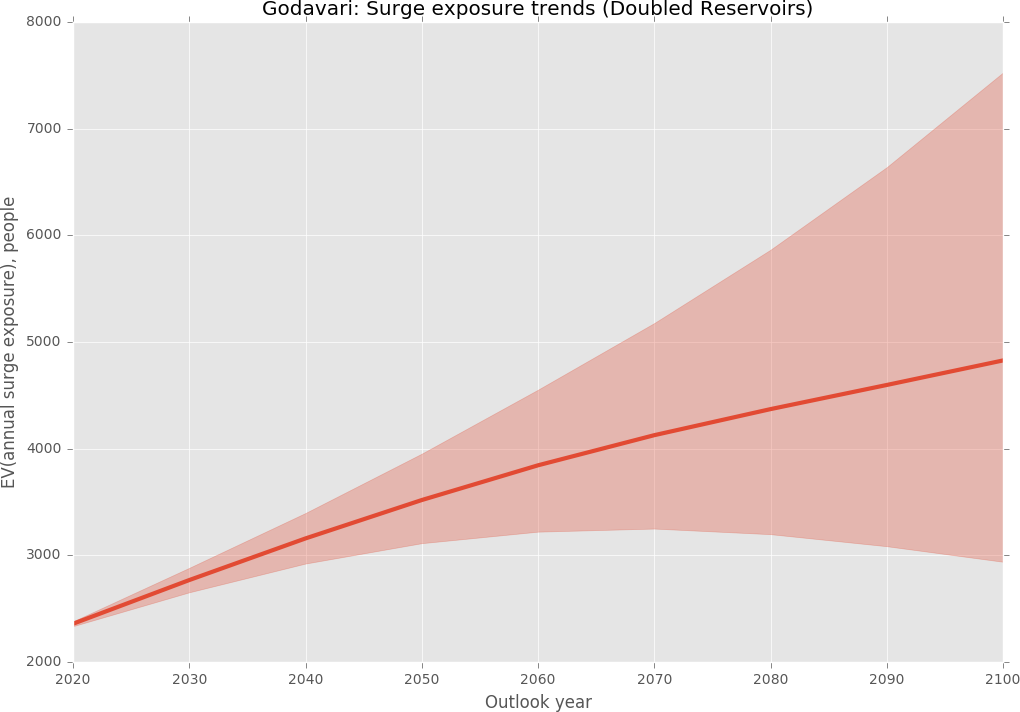 Godavari: Surge exposure trends (Doubled Reservoirs)
8000
7000
6000
5000
4000
3000
2000
EV(annual surge exposure), people
2020 2030 2040 2050 2060 2070 2080 2090 2100
Outlook year